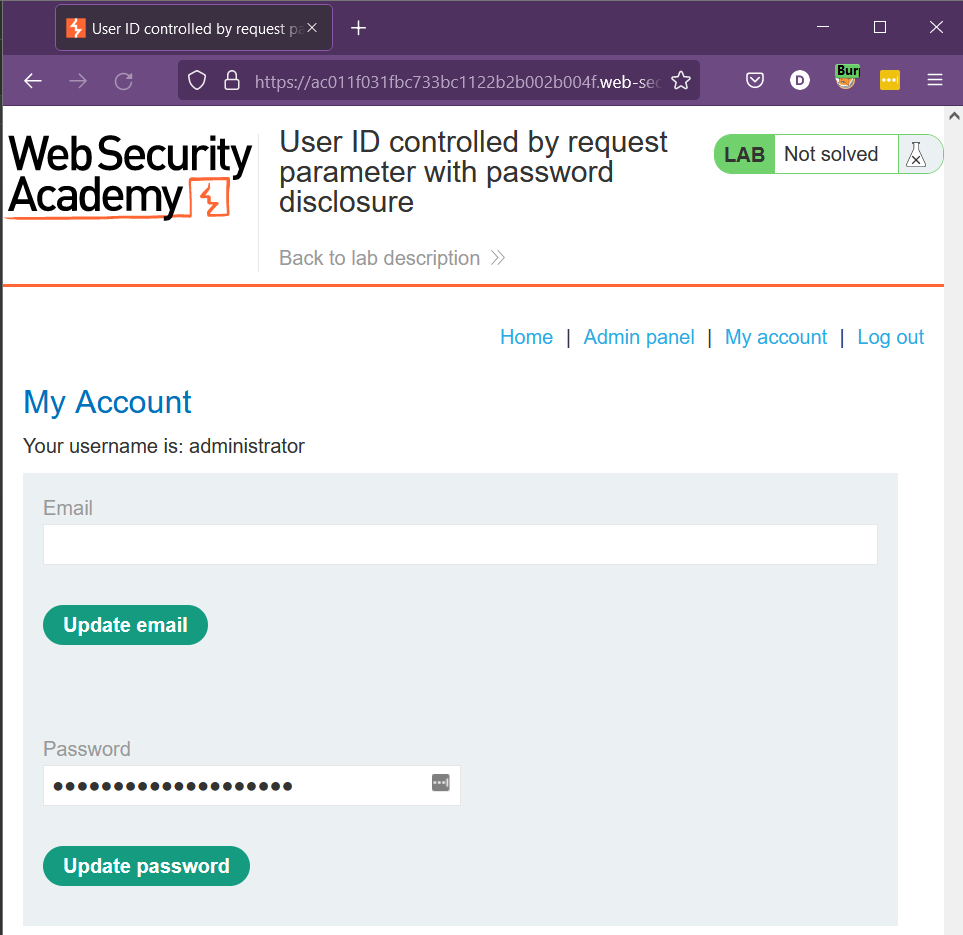 User ID controlled by request pa
https://ac011f031fbc733bc1122b2b002b004f.web-sec
D
Bur
Web Security
Academy
User ID controlled by request
parameter with password
disclosure
LAB Not solved
Back to lab description
Home | Admin panel | My account | Log out
My Account
Your username is: administrator
Email
Update email
Password
Update password